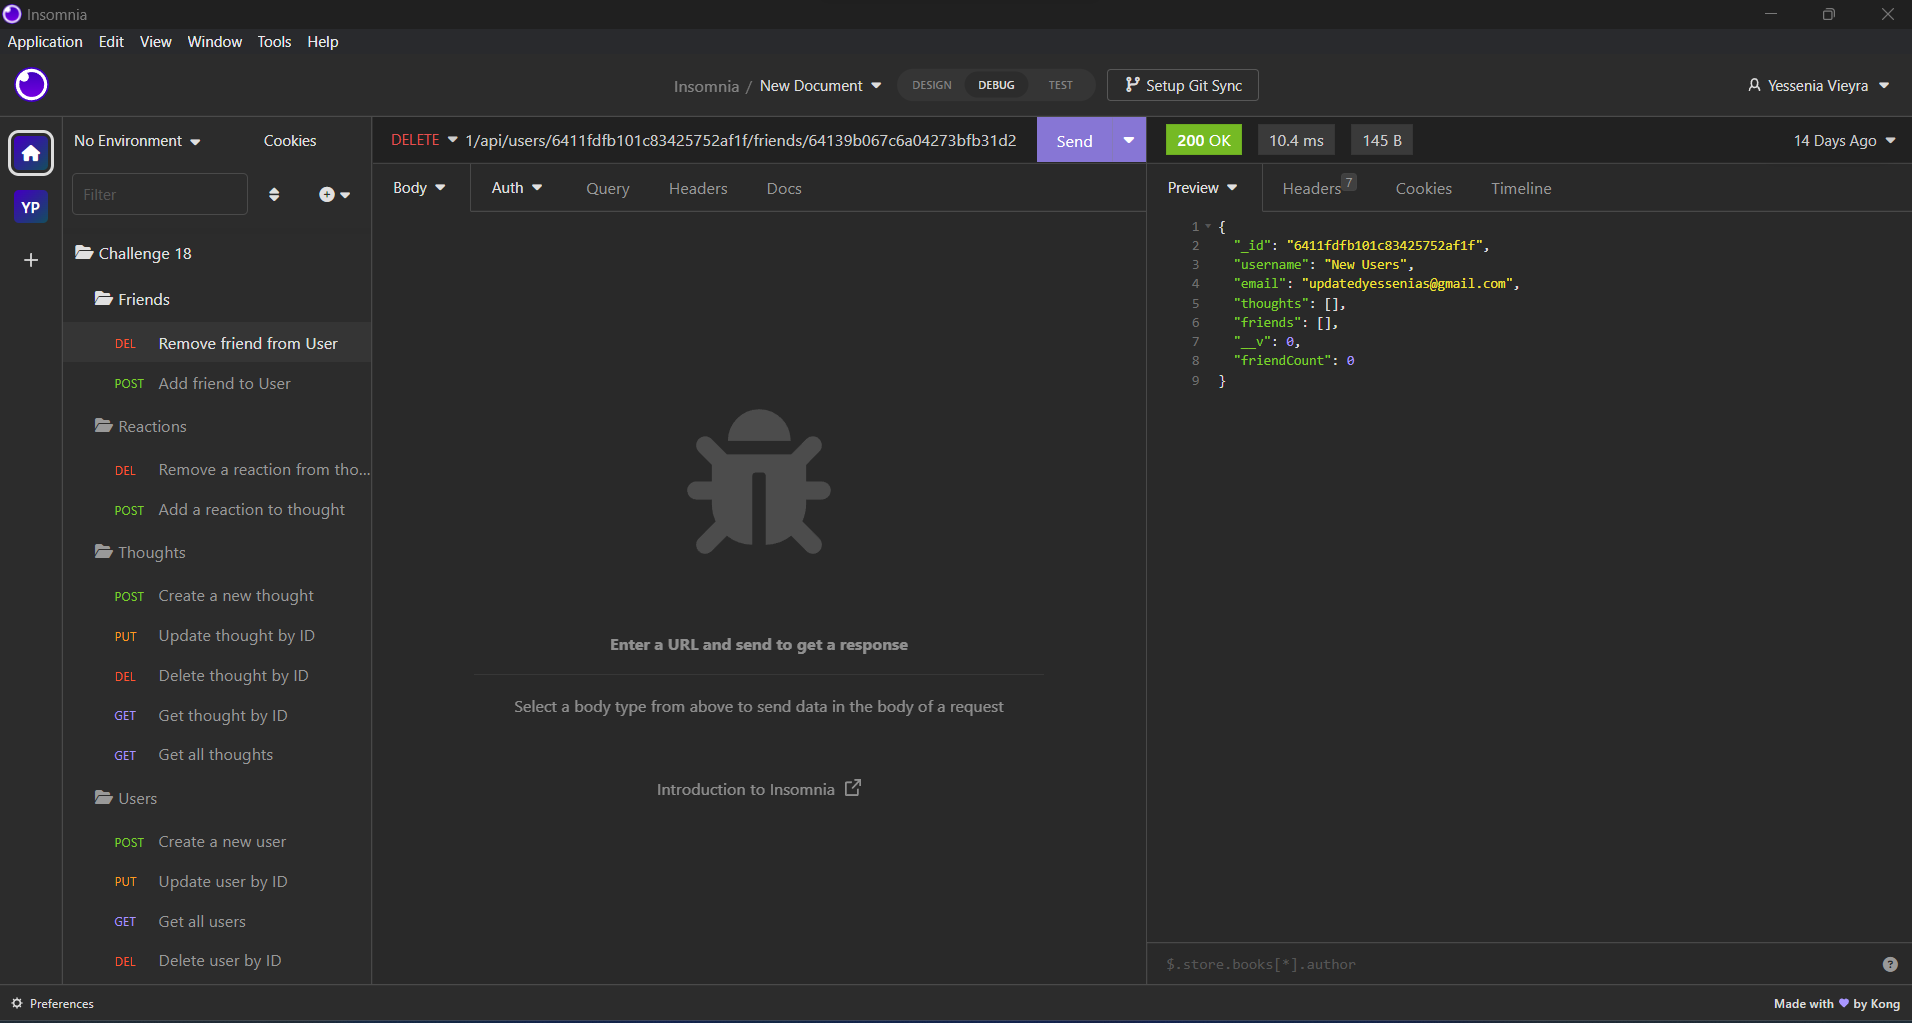 Insomnia
Application Edit View Window Tools Help
Insomnia / New Document DESIGN DEBUG TEST Setup Git Sync Yessenia Vieyra
No Environment Cookies
DELETE 1/api/users/6411fdfb101c83425752af1f/friends/64139b067c6a04273bfb31d2 Send
200 OK 10.4 ms 145 B 14 Days Ago
YP
Filter
Body Auth Query Headers Docs
Preview Headers 7 Cookies Timeline
Challenge 18
Friends
DEL Remove friend from User
POST Add friend to User
Reactions
DEL Remove a reaction from tho...
POST Add a reaction to thought
Thoughts
POST Create a new thought
PUT Update thought by ID
DEL Delete thought by ID
GET Get thought by ID
GET Get all thoughts
Users
POST Create a new user
PUT Update user by ID
GET Get all users
DEL Delete user by ID
Enter a URL and send to get a response
Select a body type from above to send data in the body of a request
Introduction to Insomnia
1 {
2 "_id": "6411fdfb101c83425752af1f",
3 "username": "New Users",
4 "email": "updatedyessenias@gmail.com",
5 "thoughts": [],
6 "friends": [],
7 "__v": 0,
8 "friendCount": 0
9 }
$.store.books[*].author
Preferences
Made with by Kong